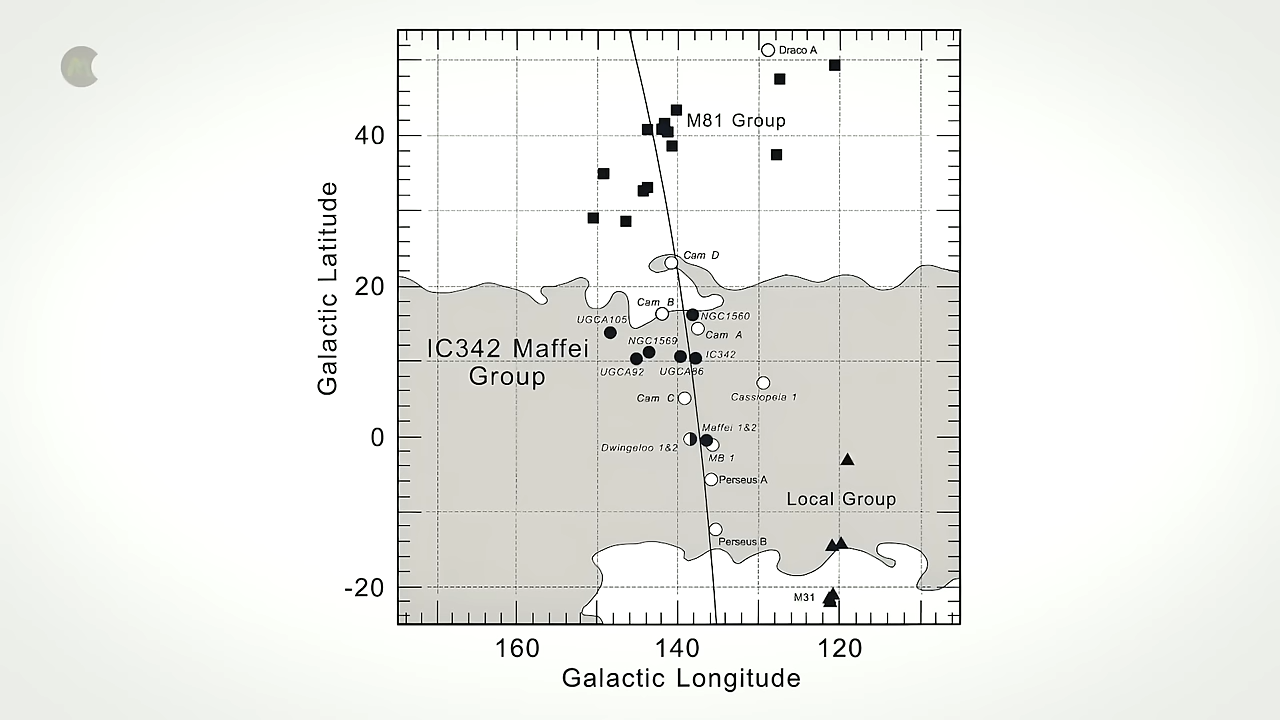 Draco A
M81 Group
40
Cam D
20
Cam B
UGCA105
NGC1560
Cam A
NGC1569
IC342 Maffei
Group
IC342
UGCA92
UGCA86
Cassiopeia 1
Cam C
Maffei 1&2
0
Dwingeloo 1&2
MB 1
Perseus A
Local Group
Perseus B
-20
M31
160
140
120
Galactic Longitude
Galactic Latitude